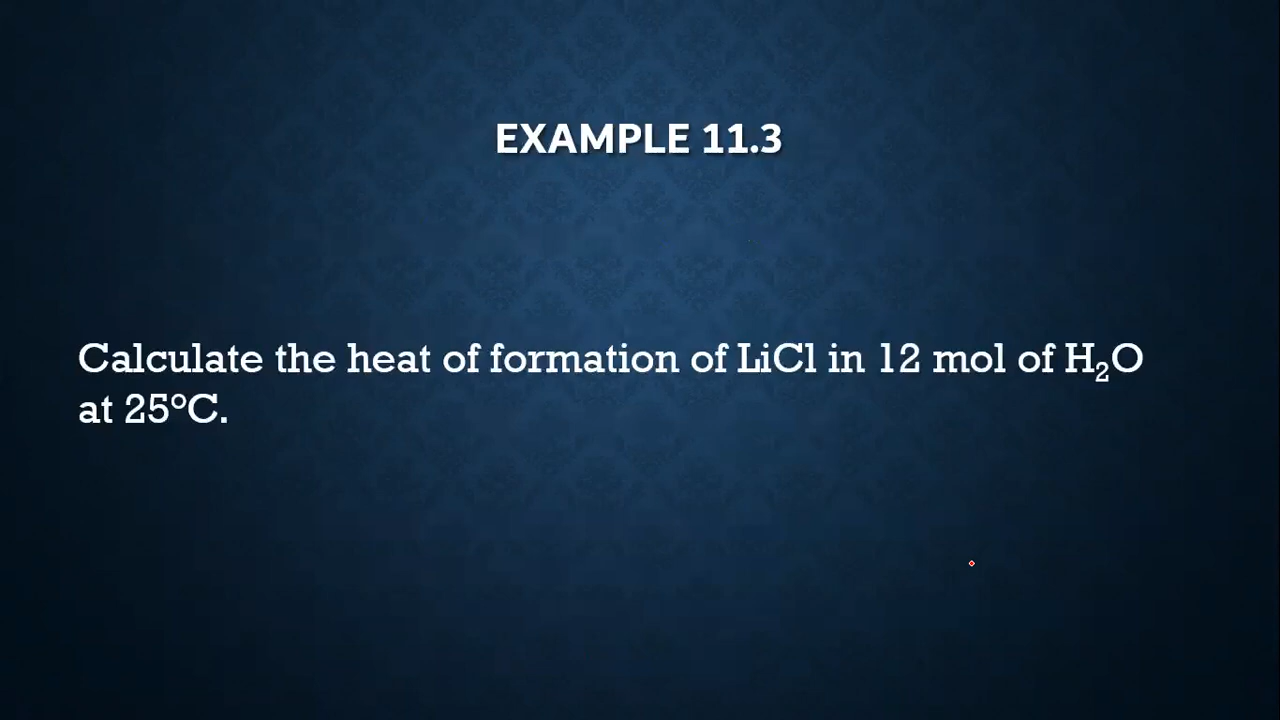 EXAMPLE 11.3
Calculate the heat of formation of LiCl in 12 mol of H₂O
at 25°C.